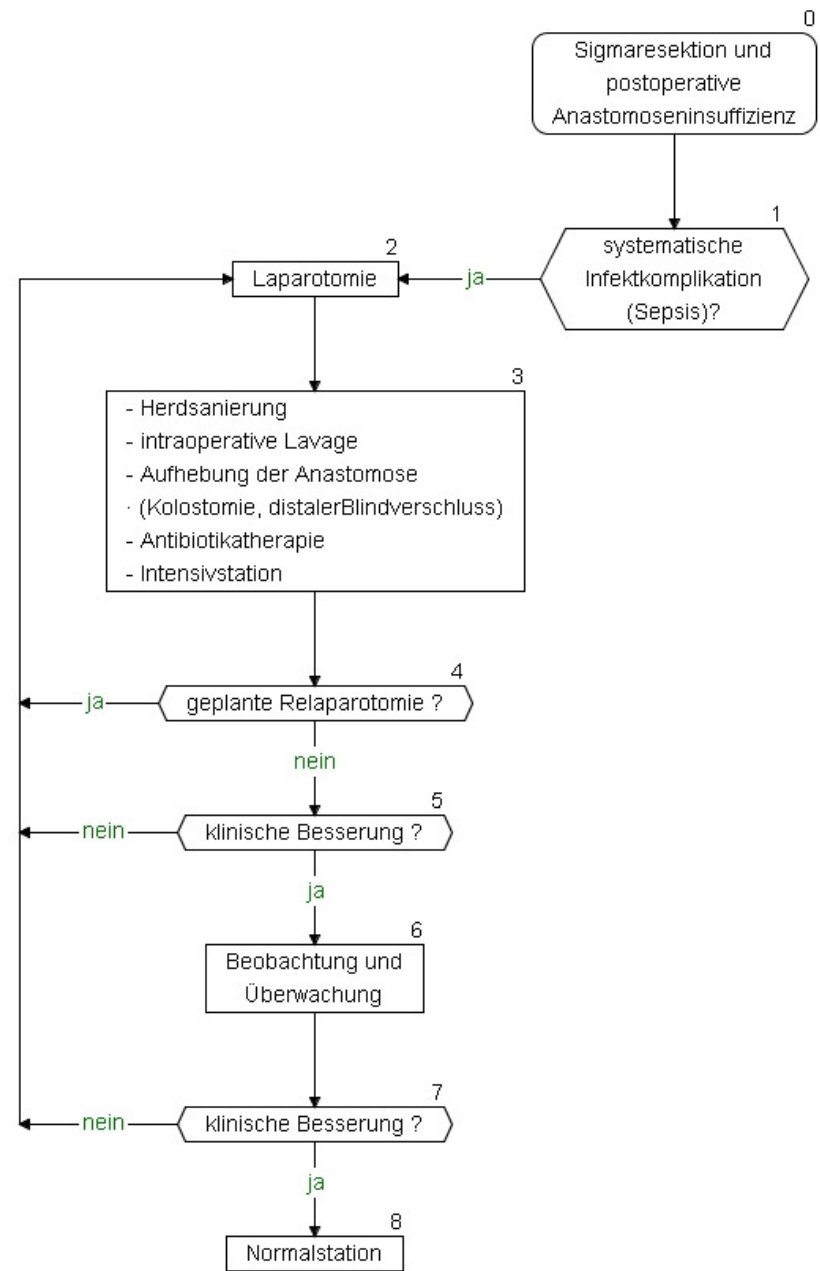 0
Sigmaresektion und
postoperative
Anastomoseninsuffizienz
1
systematische
Infektkomplikation
(Sepsis)?
ja
2
Laparotomie
3
- Herdsanierung
- intraoperative Lavage
- Aufhebung der Anastomose
· (Kolostomie, distalerBlindverschluss)
- Antibiotikatherapie
- Intensivstation
4
geplante Relaparotomie ?
ja
nein
5
klinische Besserung ?
nein
ja
6
Beobachtung und
Überwachung
7
klinische Besserung ?
nein
ja
8
Normalstation